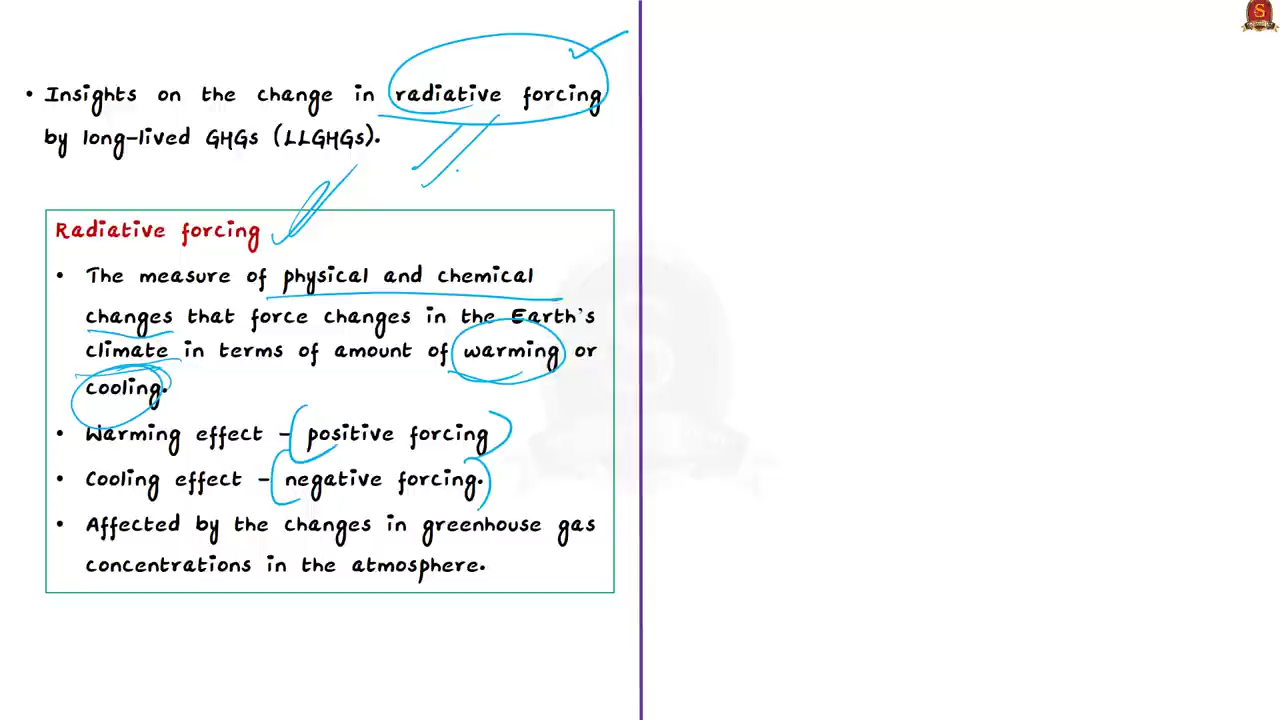 • Insights on the change in radiative forcing
by long-lived GHGs (LLGHGs).
Radiative forcing
• The measure of physical and chemical
changes that force changes in the Earth's
climate in terms of amount of warming or
cooling.
• Warming effect - positive forcing
• Cooling effect - negative forcing.
• Affected by the changes in greenhouse gas
concentrations in the atmosphere.
S